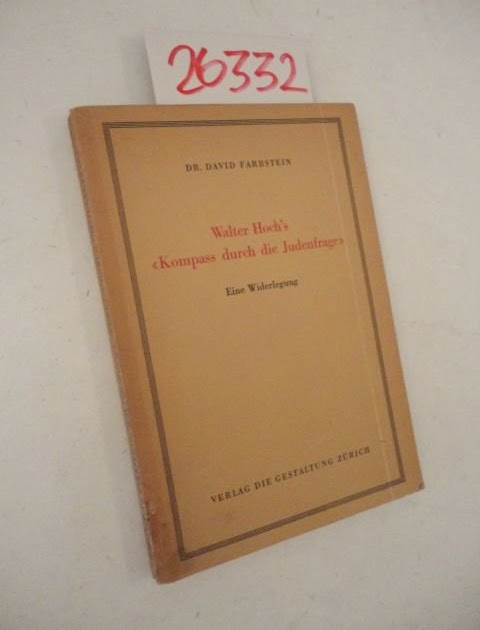 26332
DR. DAVID FARBSTEIN
Walter Hoch's
«Kompass durch die Judenfrage»
Eine Widerlegung
VERLAG DIE GESTALTUNG ZÜRICH